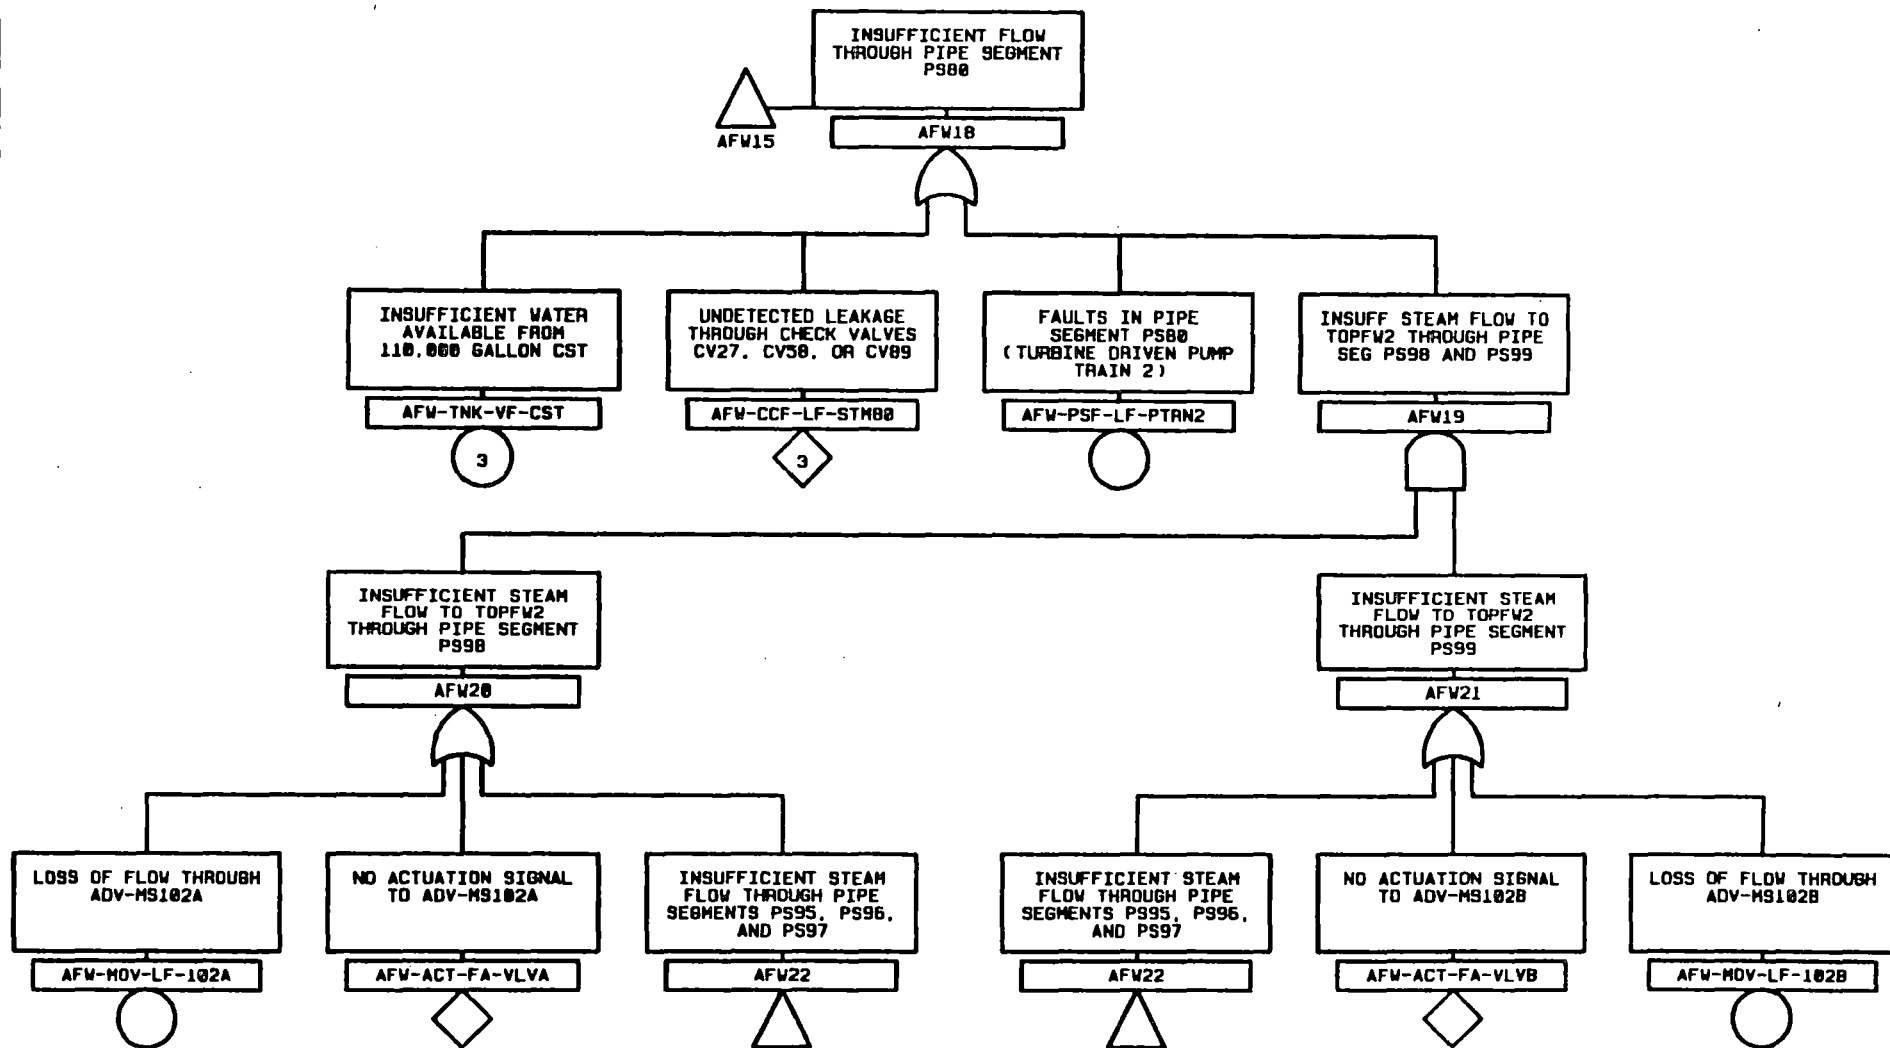 INSUFFICIENT FLOW
THROUGH PIPE SEGMENT
PS80
AFW15
AFW18
INSUFFICIENT WATER
AVAILABLE FROM
110,000 GALLON CST
AFW-TNK-VF-CST
3
UNDETECTED LEAKAGE
THROUGH CHECK VALVES
CV27, CV58, OR CV89
AFW-CCF-LF-STMBD
3
FAULTS IN PIPE
SEGMENT PS80
(TURBINE DRIVEN PUMP
TRAIN 2)
AFW-PSF-LF-PTRN2
INSUFF STEAM FLOW TO
TOPFW2 THROUGH PIPE
SEG PS98 AND PS99
AFW19
INSUFFICIENT STEAM
FLOW TO TOPFW2
THROUGH PIPE SEGMENT
PS98
AFW20
INSUFFICIENT STEAM
FLOW TO TOPFW2
THROUGH PIPE SEGMENT
PS99
AFW21
LOSS OF FLOW THROUGH
ADV-MS102A
AFW-MOV-LF-102A
NO ACTUATION SIGNAL
TO ADV-MS102A
AFW-ACT-FA-VLVA
INSUFFICIENT STEAM
FLOW THROUGH PIPE
SEGMENTS PS95, PS96,
AND PS97
AFW22
INSUFFICIENT STEAM
FLOW THROUGH PIPE
SEGMENTS PS95, PS96,
AND PS97
AFW22
NO ACTUATION SIGNAL
TO ADV-MS102B
AFW-ACT-FA-VLVB
LOSS OF FLOW THROUGH
ADV-MS102B
AFW-MOV-LF-102B